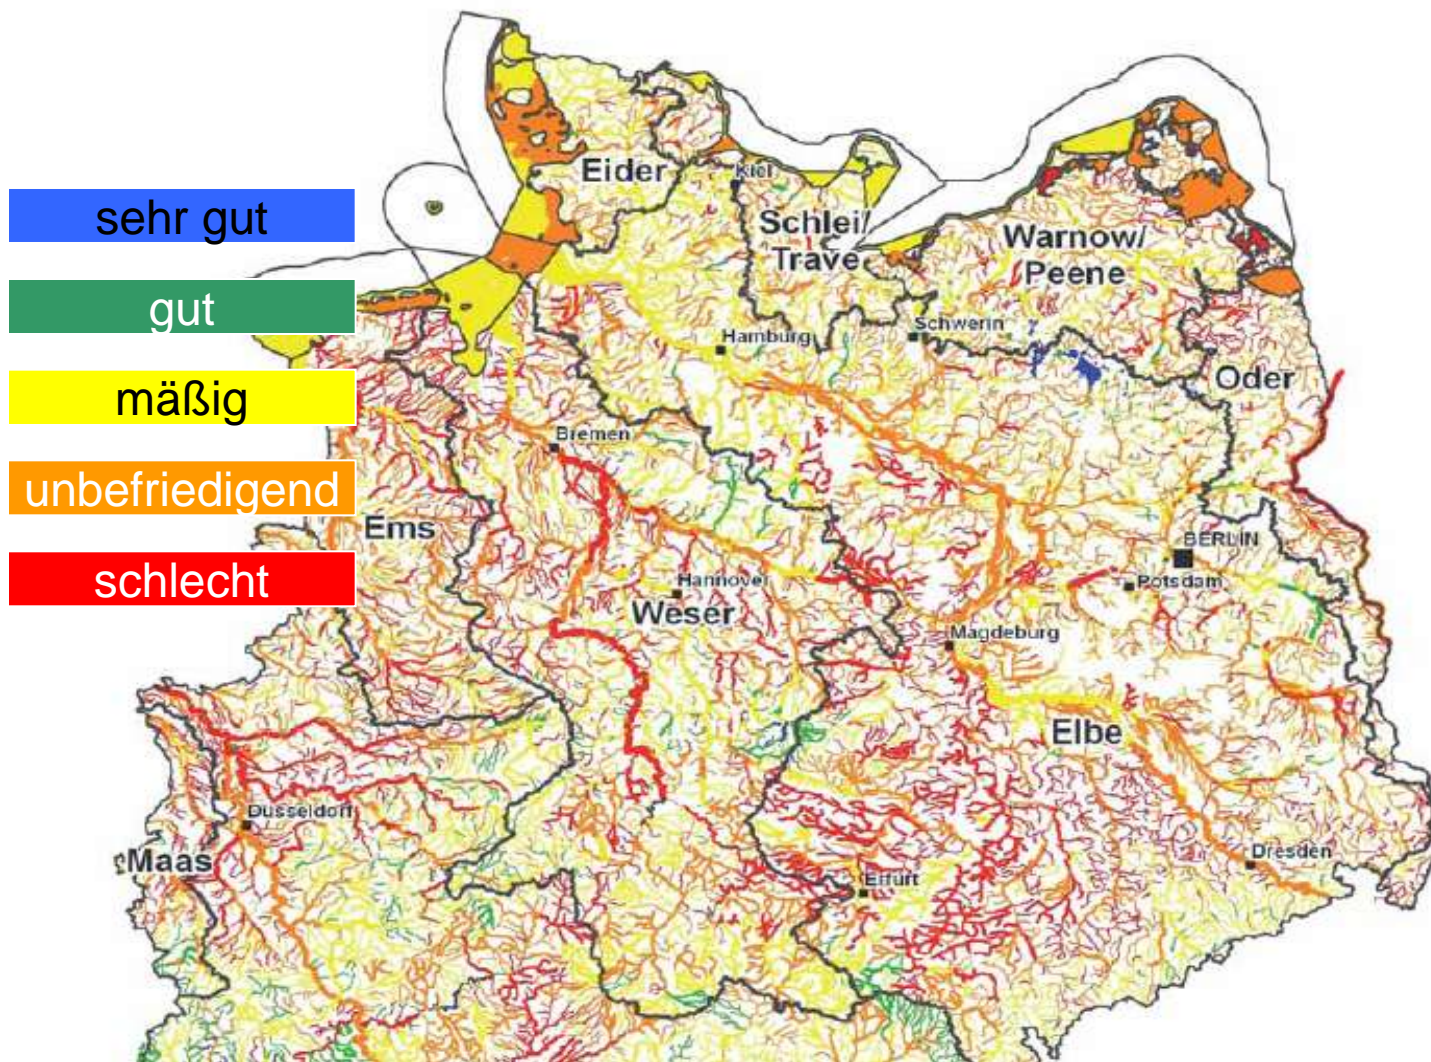 sehr gut
gut
mäßig
unbefriedigend
schlecht
Eider
Kiel
Schlei/
Trave
Warnow/
Peene
Hamburg
Schwerin
Oder
Bremen
Ems
BERLIN
Potsdam
Hannover
Weser
Magdeburg
Elbe
Düsseldorf
Maas
Erfurt
Dresden